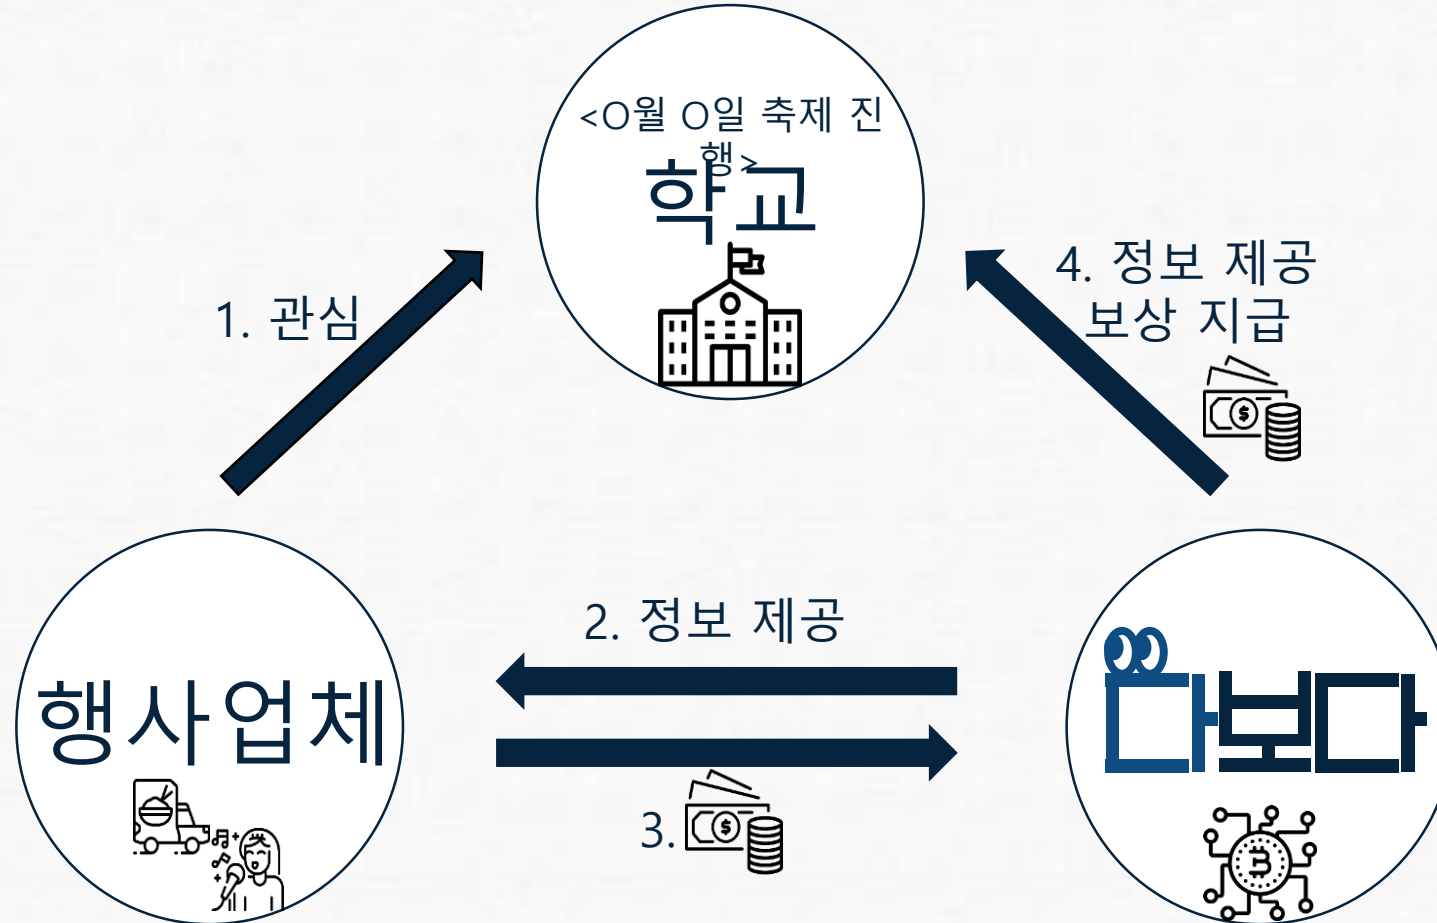 <O월 O일 축제 진
행>
학교
1. 관심
4. 정보 제공
보상 지급
2. 정보 제공
행사업체
다보다
3.